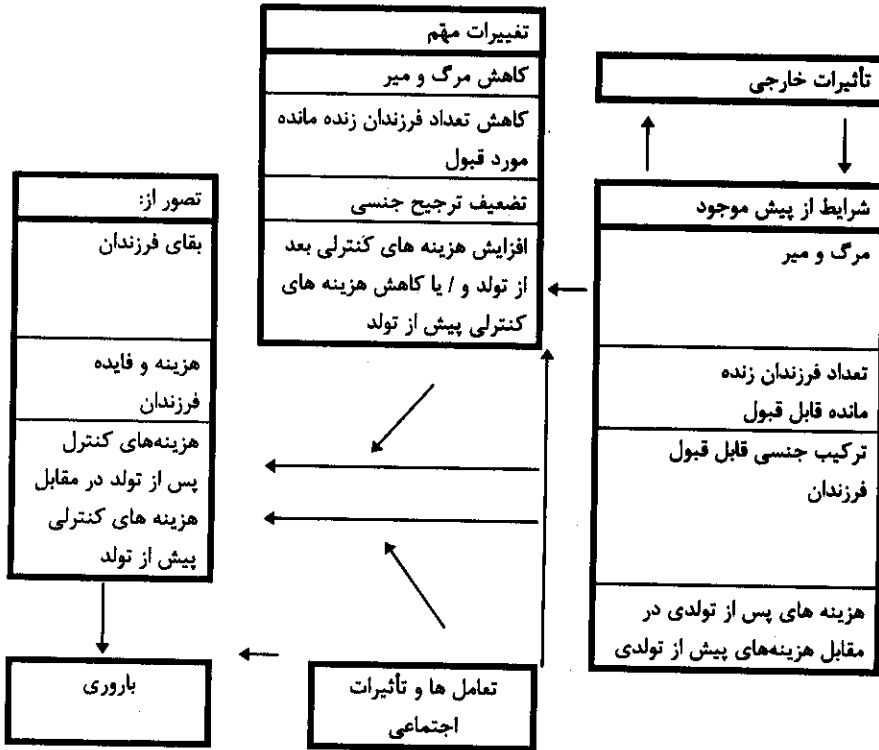 تغییرات مهّم
کاهش مرگ و میر
کاهش تعداد فرزندان زنده مانده
مورد قبول
تضعیف ترجیح جنسی
افزایش هزینه های کنترلی بعد
از تولد و / یا کاهش هزینه های
کنترلی پیش از تولد
تأثیرات خارجی
شرایط از پیش موجود
مرگ و میر
تعداد فرزندان زنده
مانده قابل قبول
ترکیب جنسی قابل قبول
فرزندان
هزینه های پس از تولدی در
مقابل هزینه‌های پیش از تولدی
تصور از:
بقای فرزندان
هزینه و فایده
فرزندان
هزینه‌های کنترل
پس از تولد در مقابل
هزینه های کنترلی
پیش از تولد
تعامل ها و تأثیرات
اجتماعی
باروری